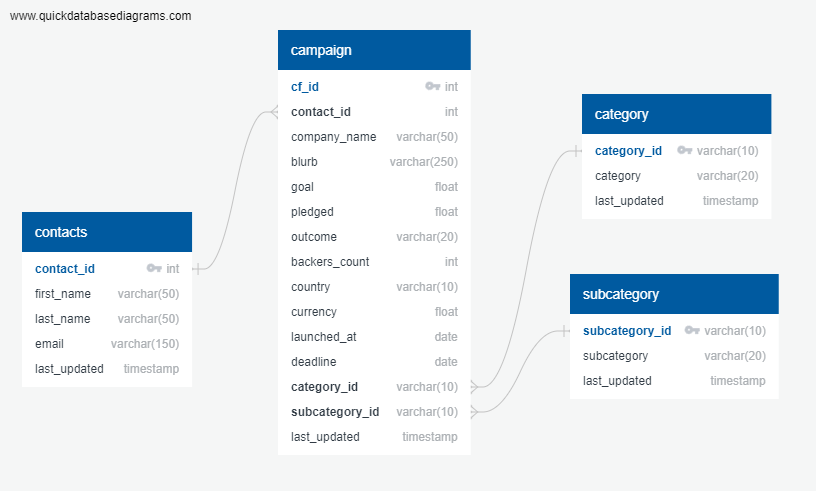 www.quickdatabasediagrams.com
campaign
cf_id int
contact_id int
company_name varchar(50)
blurb varchar(250)
goal float
pledged float
outcome varchar(20)
backers_count int
country varchar(10)
currency float
launched_at date
deadline date
category_id varchar(10)
subcategory_id varchar(10)
last_updated timestamp
contacts
contact_id int
first_name varchar(50)
last_name varchar(50)
email varchar(150)
last_updated timestamp
category
category_id varchar(10)
category varchar(20)
last_updated timestamp
subcategory
subcategory_id varchar(10)
subcategory varchar(20)
last_updated timestamp